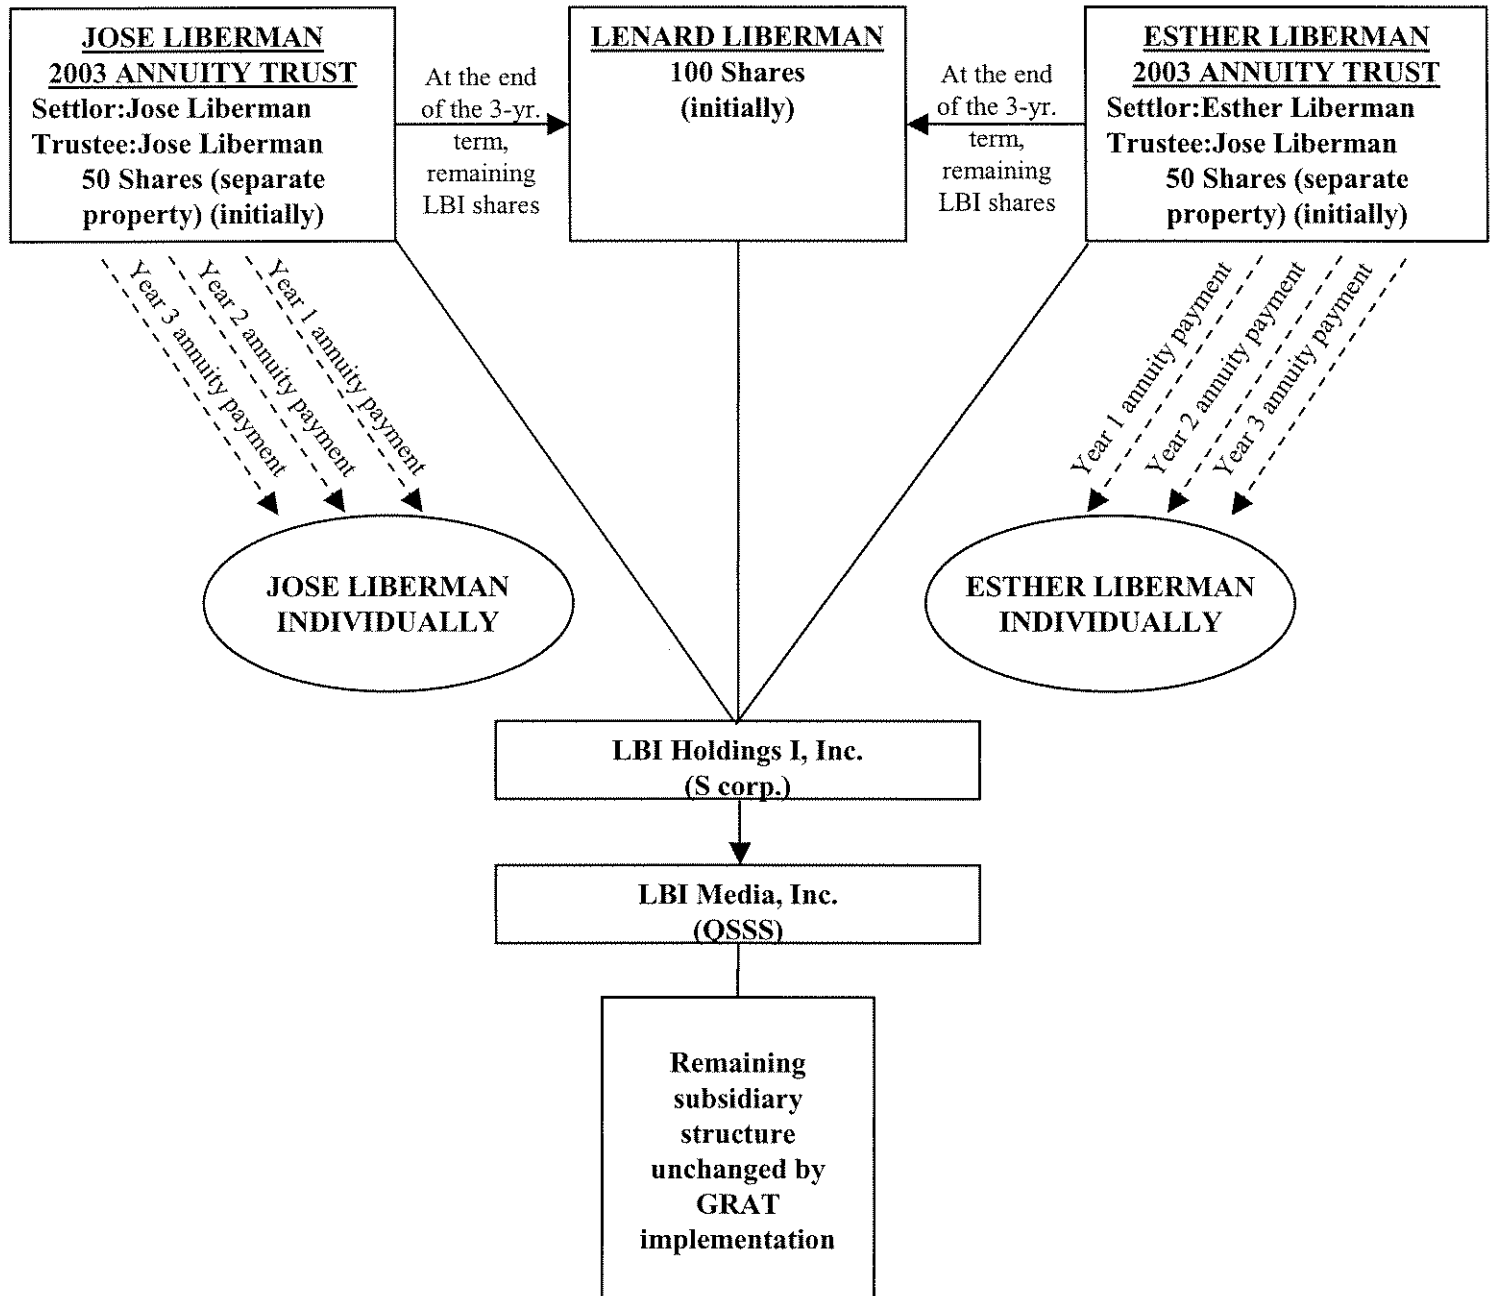 JOSE LIBERMAN
2003 ANNUITY TRUST
Settlor:Jose Liberman
Trustee:Jose Liberman
50 Shares (separate
property) (initially)
At the end
of the 3-yr.
term,
remaining
LBI shares
LENARD LIBERMAN
100 Shares
(initially)
At the end
of the 3-yr.
term,
remaining
LBI shares
ESTHER LIBERMAN
2003 ANNUITY TRUST
Settlor:Esther Liberman
Trustee:Jose Liberman
50 Shares (separate
property) (initially)
Year 3 annuity payment
Year 2 annuity payment
Year 1 annuity payment
Year 1 annuity payment
Year 2 annuity payment
Year 3 annuity payment
JOSE LIBERMAN
INDIVIDUALLY
ESTHER LIBERMAN
INDIVIDUALLY
LBI Holdings I, Inc.
(S corp.)
LBI Media, Inc.
(QSSS)
Remaining
subsidiary
structure
unchanged by
GRAT
implementation